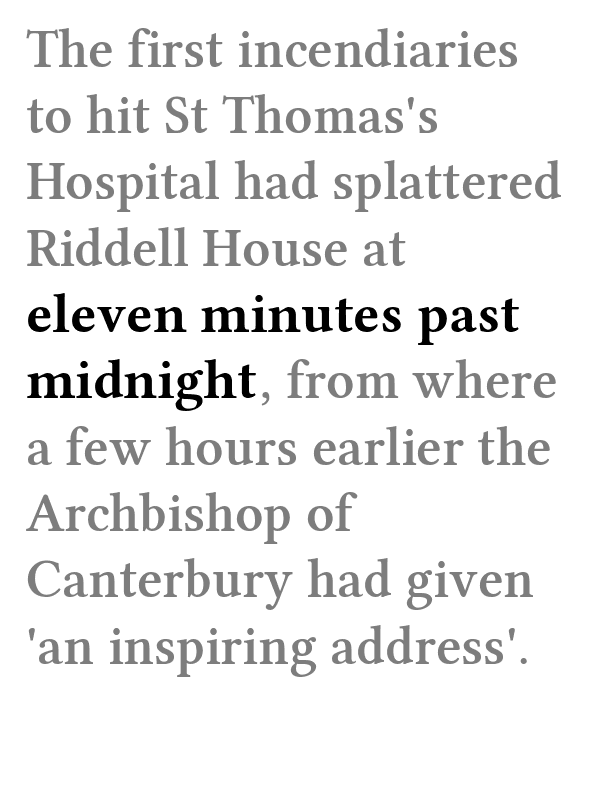 The first incendiaries
to hit St Thomas's
Hospital had splattered
Riddell House at
eleven minutes past
midnight, from where
a few hours earlier the
Archbishop of
Canterbury had given
'an inspiring address'.